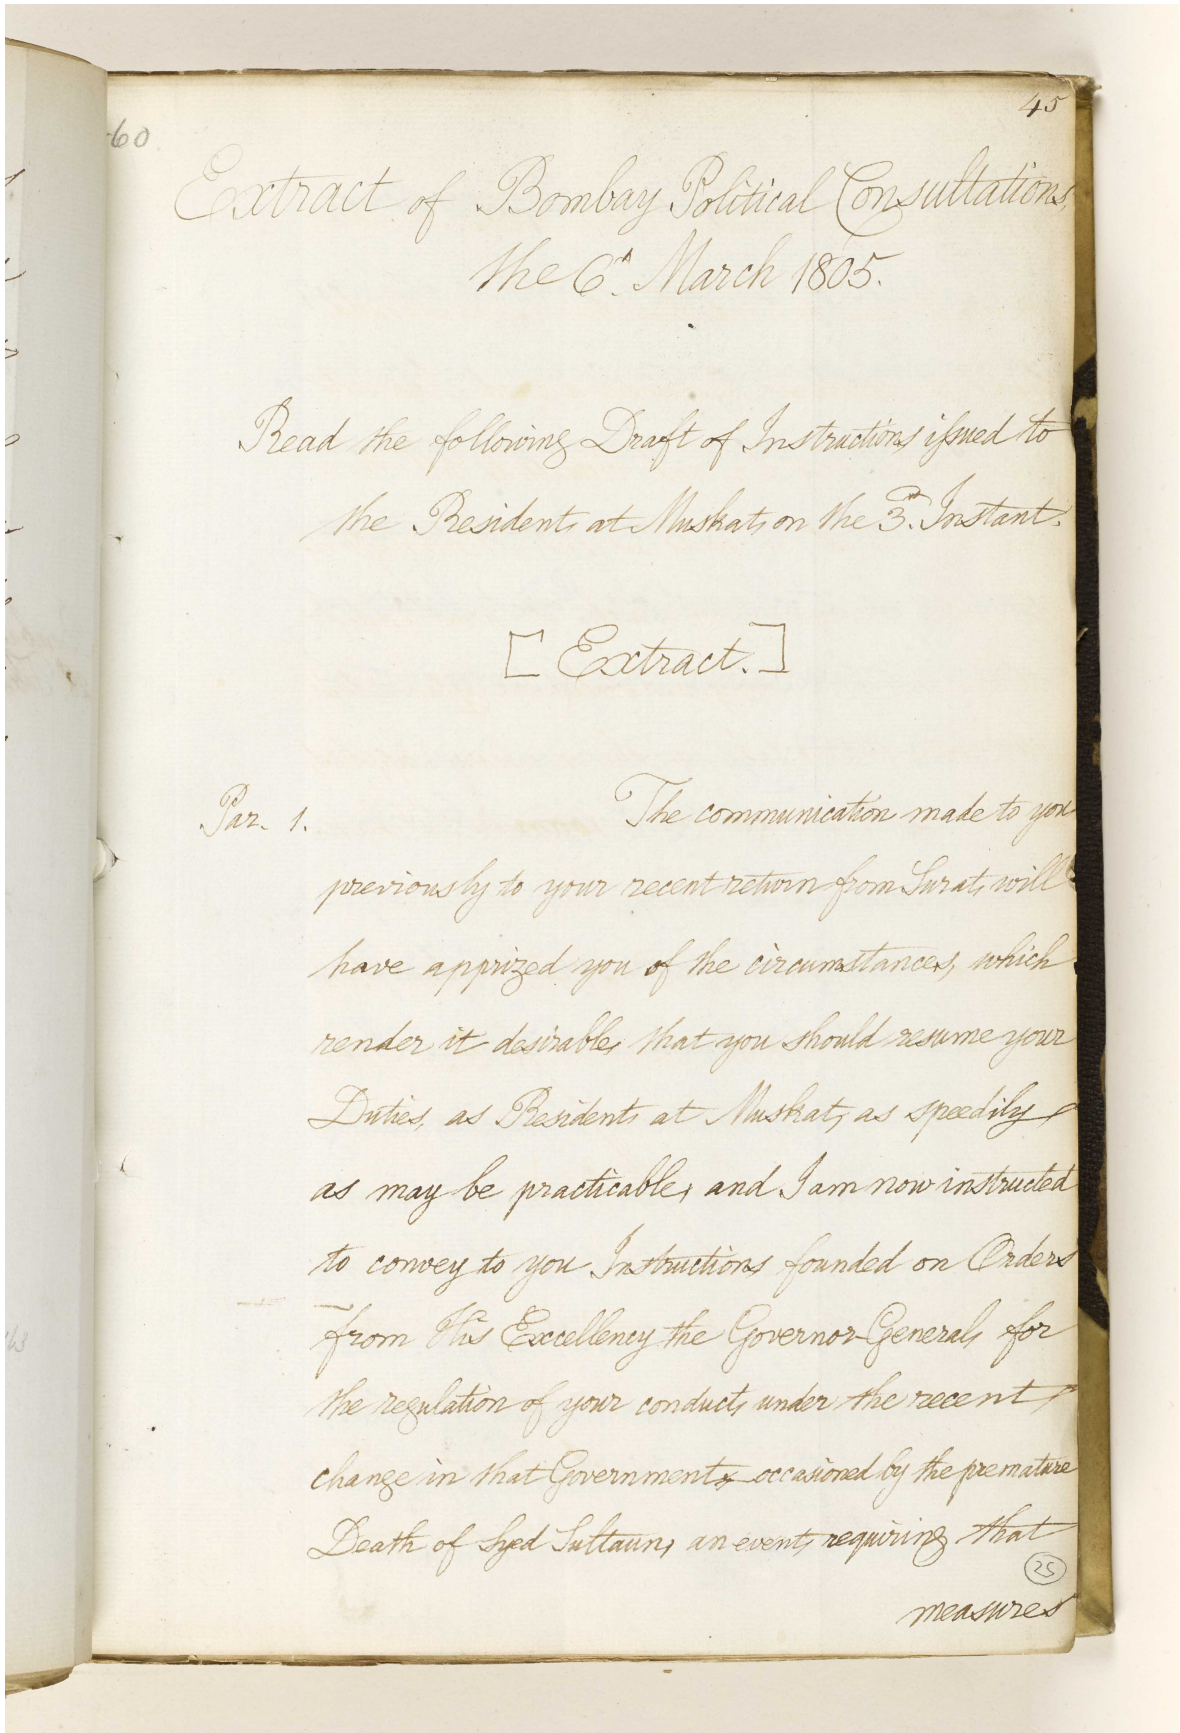 45
60
Extract of Bombay Political Consultations,
the 6th. March 1805.
Read the following Draft of Instructions issued to
the Resident, at Muskat, on the 3rd. Instant.
[Extract.]
Par. 1. The communication made to you
previously to your recent return from Surat, will
have apprized you of the circumstances, which
render it desirable, that you should resume your
Duties, as Resident, at Muskat, as speedily
as may be practicable, and I am now instructed
to convey to you Instructions founded on Orders
from His Excellency the Governor-General, for
the regulation of your conduct, under the recent
change in that Government, occasioned by the premature
Death of Syed Sultaun, an event, requiring that
25
measures